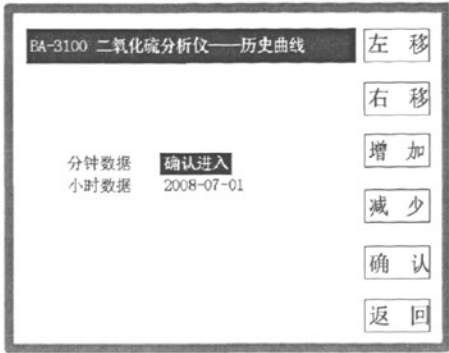 BA-3100 二氧化硫分析仪——历史曲线
左 移
右 移
增 加
分钟数据 确认进入
小时数据 2008-07-01
减 少
确 认
返 回